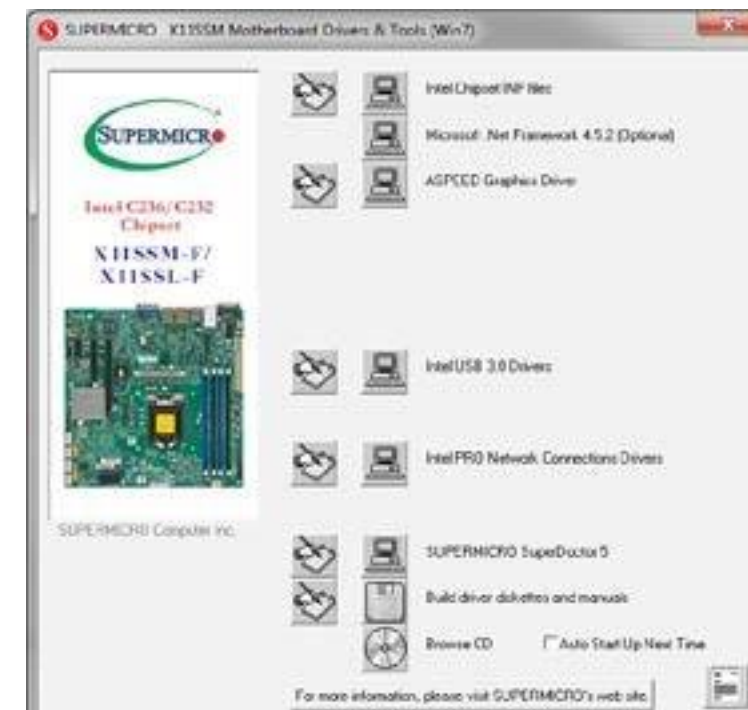 SUPERMICRO X11SSM Motherboard Drivers & Tools (Win7)
SUPERMICRO
Intel C236/C232
Chipset
X11SSM-F/
X11SSL-F
SUPERMICRO Computer Inc.
Intel Chipset INF files
Microsoft .Net Framework 4.5.2 (Optional)
ASPEED Graphics Driver
Intel USB 3.0 Drivers
Intel PRO Network Connections Drivers
SUPERMICRO SuperDoctor 5
Build driver diskettes and manuals
Browse CD
Auto Start Up Next Time
For more information, please visit SUPERMICRO's web site.